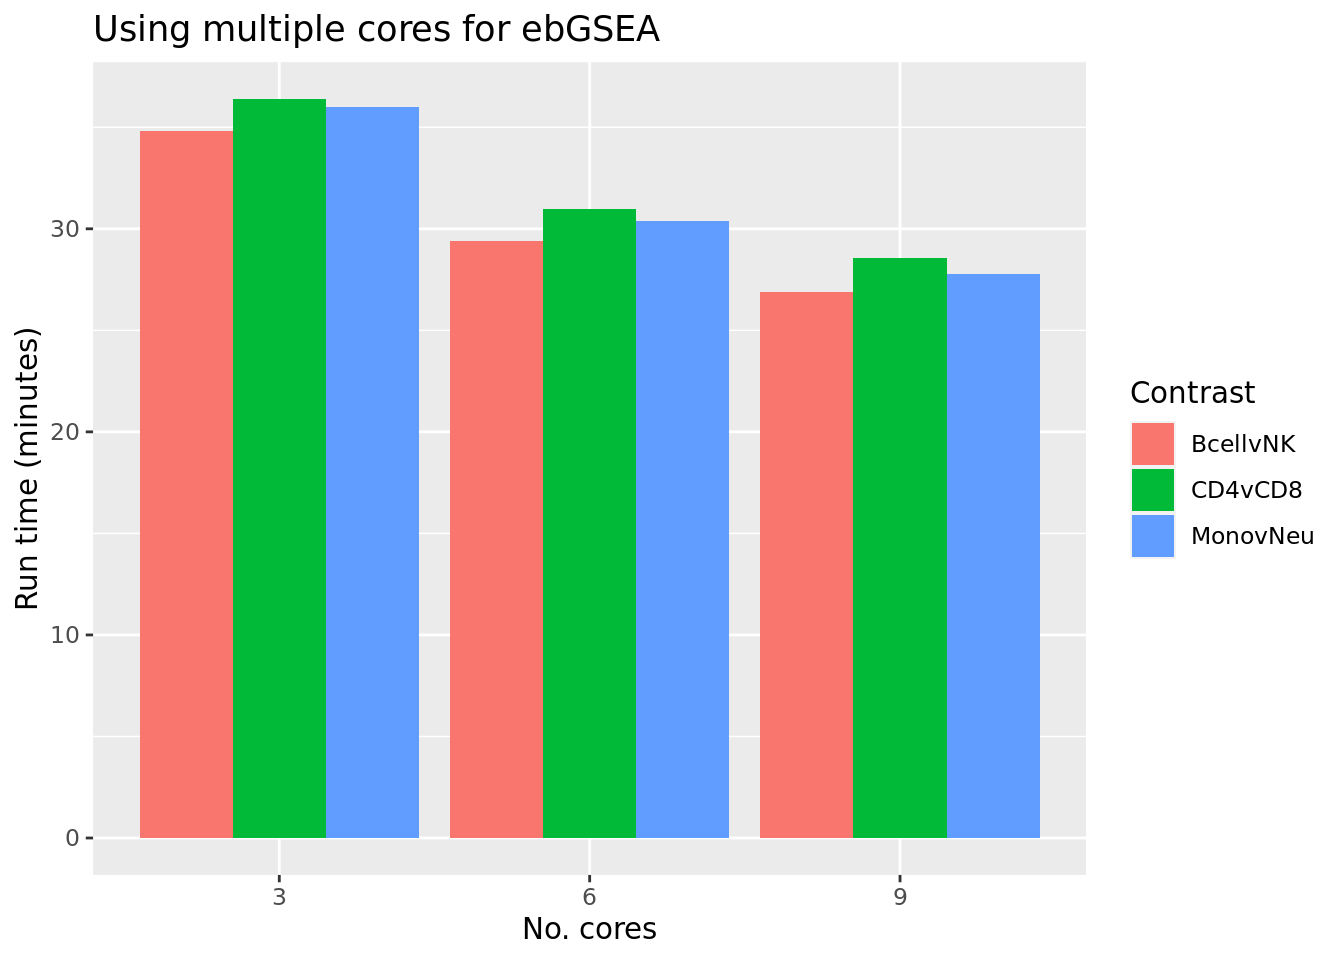 Using multiple cores for ebGSEA
Run time (minutes)
30
20
10
0
3 6 9
No. cores
Contrast
BcellvNK
CD4vCD8
MonovNeu